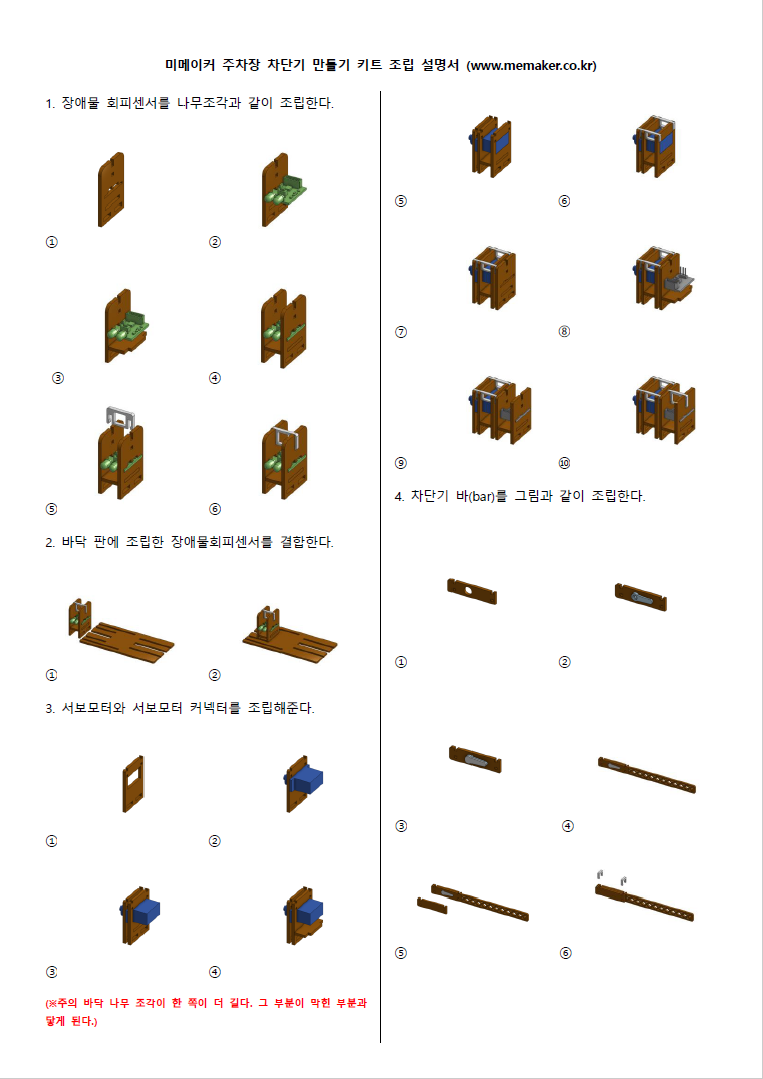 미메이커 주차장 차단기 만들기 키트 조립 설명서 (www.memaker.co.kr)
1. 장애물 회피센서를 나무조각과 같이 조립한다.
① ②
③ ④
⑤ ⑥
2. 바닥 판에 조립한 장애물회피센서를 결합한다.
① ②
3. 서보모터와 서보모터 커넥터를 조립해준다.
① ②
③ ④
(※주의 바닥 나무 조각이 한 쪽이 더 길다. 그 부분이 막힌 부분과
닿게 된다.)
⑤ ⑥
⑦ ⑧
⑨ ⑩
4. 차단기 바(bar)를 그림과 같이 조립한다.
① ②
③ ④
⑤ ⑥